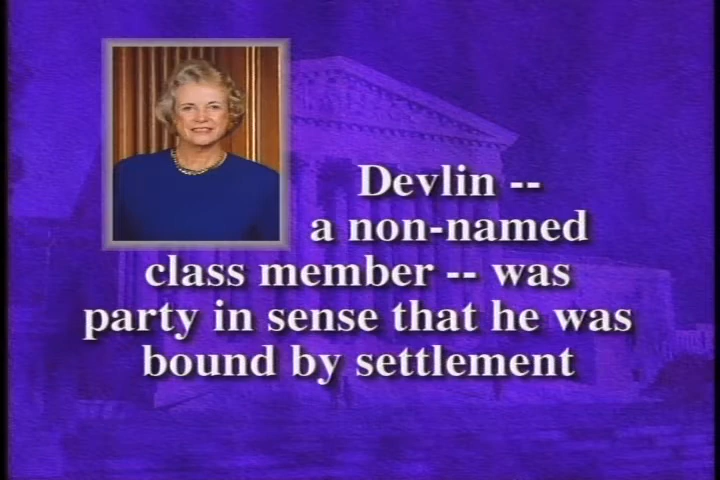 Devlin --
a non-named
class member -- was
party in sense that he was
bound by settlement